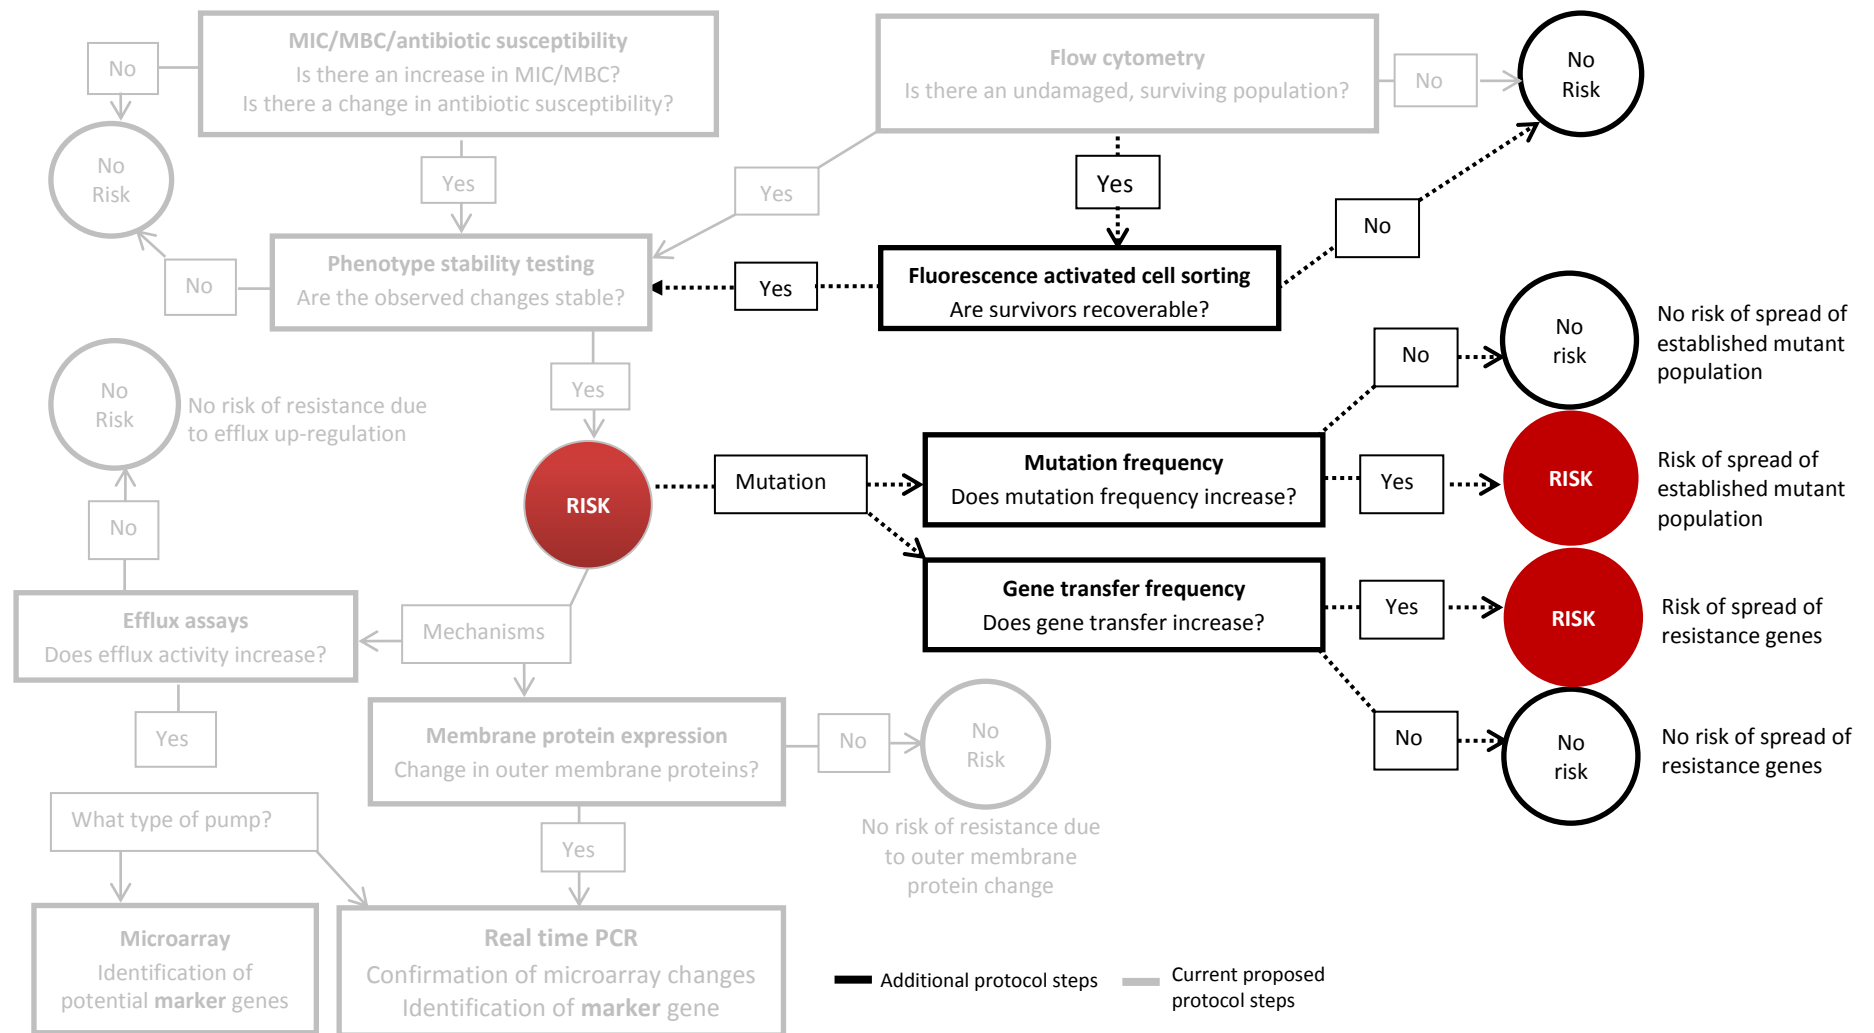 MIC/MBC/antibiotic susceptibility
Is there an increase in MIC/MBC?
Is there a change in antibiotic susceptibility?
Flow cytometry
Is there an undamaged, surviving population?
No
No
No
Risk
No
Risk
Yes
Yes
Yes
No
Phenotype stability testing
Are the observed changes stable?
No
Yes
Fluorescence activated cell sorting
Are survivors recoverable?
No
risk
No risk of spread of
established mutant
population
No
Yes
No
Risk
No risk of resistance due
to efflux up-regulation
RISK
Mutation
Mutation frequency
Does mutation frequency increase?
Yes
RISK
Risk of spread of
established mutant
population
No
Gene transfer frequency
Does gene transfer increase?
Yes
RISK
Risk of spread of
resistance genes
Efflux assays
Does efflux activity increase?
Mechanisms
Yes
Membrane protein expression
Change in outer membrane proteins?
No
No
Risk
No risk of resistance due
to outer membrane
protein change
No
No
risk
No risk of spread of
resistance genes
What type of pump?
Yes
Microarray
Identification of
potential marker genes
Real time PCR
Confirmation of microarray changes
Identification of marker gene
Additional protocol steps
Current proposed
protocol steps